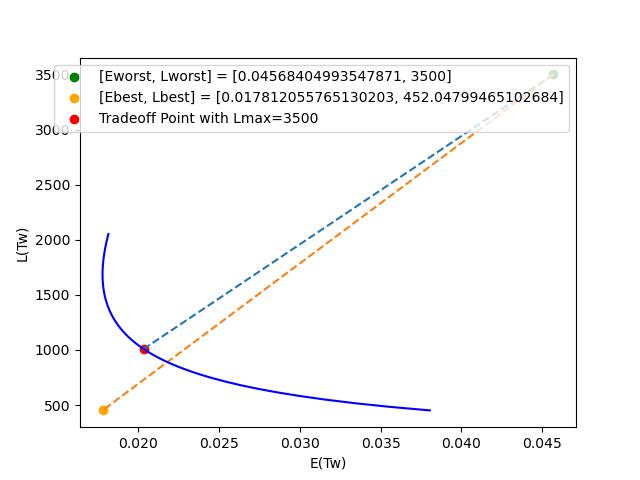 [Eworst, Lworst] = [0.04568404993547871, 3500]
[Ebest, Lbest] = [0.017812055765130203, 452.04799465102684]
Tradeoff Point with Lmax=3500
3500
3000
2500
2000
1500
1000
500
L(Tw)
0.020 0.025 0.030 0.035 0.040 0.045
E(Tw)